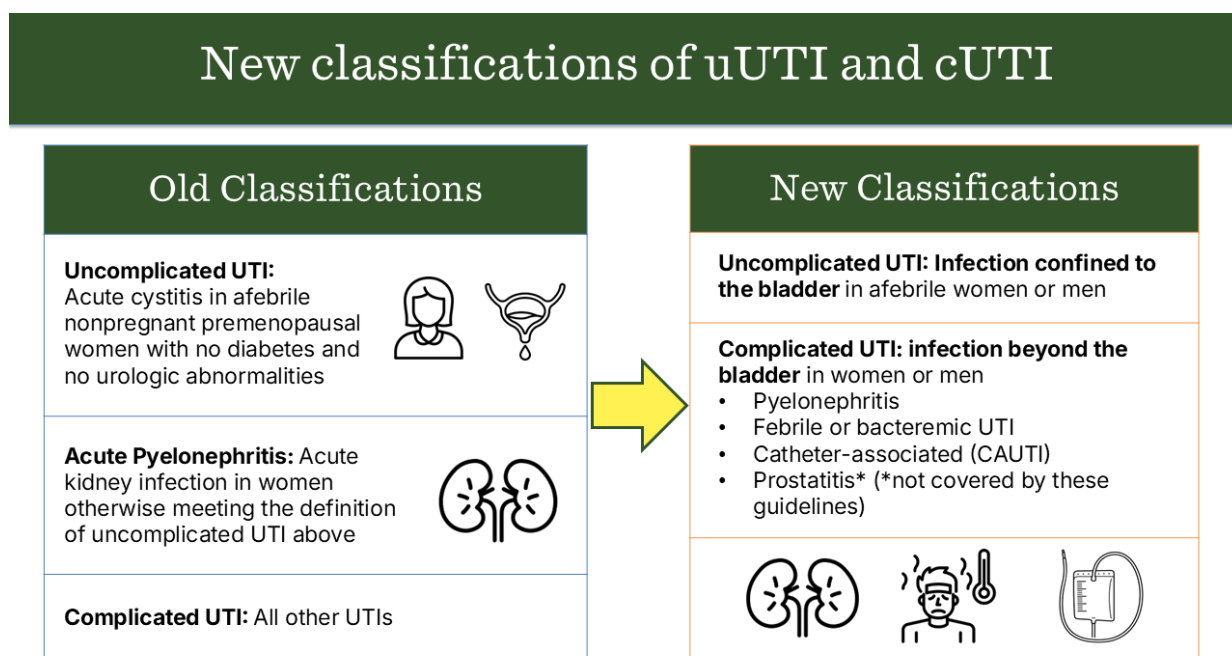 New classifications of uUTI and cUTI
Old Classifications
Uncomplicated UTI:
Acute cystitis in afebrile
nonpregnant premenopausal
women with no diabetes and
no urologic abnormalities
Acute Pyelonephritis: Acute
kidney infection in women
otherwise meeting the definition
of uncomplicated UTI above
Complicated UTI: All other UTIs
New Classifications
Uncomplicated UTI: Infection confined to
the bladder in afebrile women or men
Complicated UTI: infection beyond the
bladder in women or men
• Pyelonephritis
• Febrile or bacteremic UTI
• Catheter-associated (CAUTI)
• Prostatitis* (*not covered by these
guidelines)